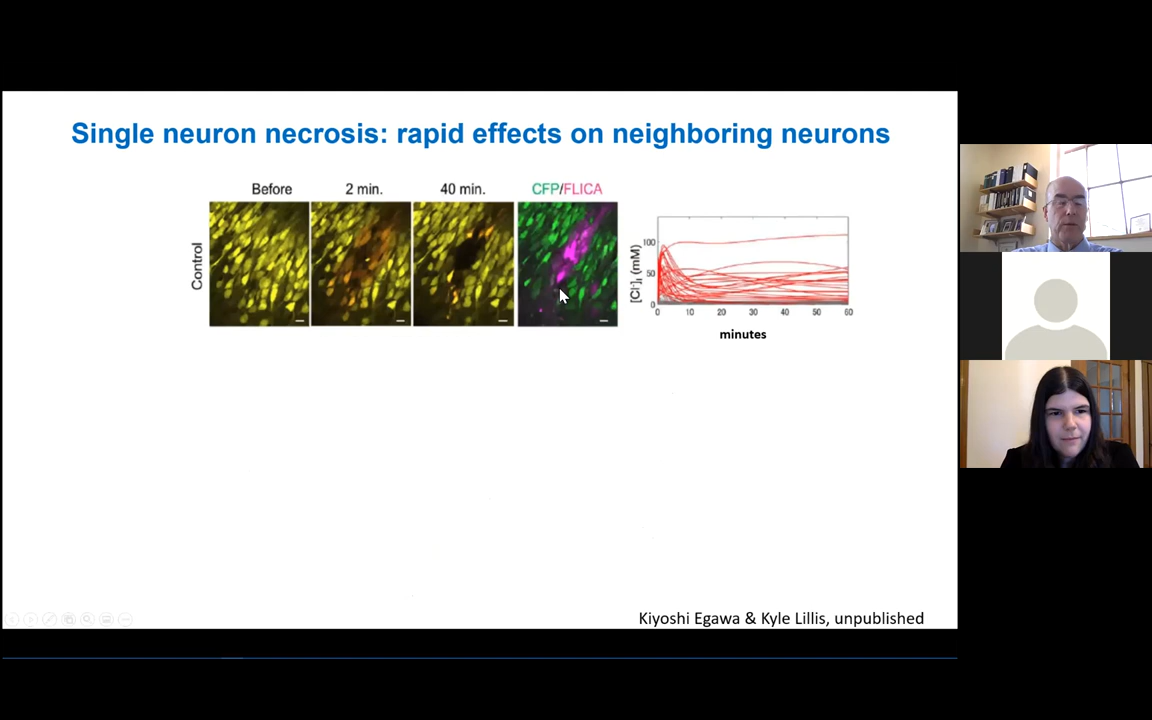 Single neuron necrosis: rapid effects on neighboring neurons
Before 2 min. 40 min. CFP/FLICA
Control
[Cl⁻]ᵢ (mM)
100
50
0
0 10 20 30 40 50 60
minutes
Kiyoshi Egawa & Kyle Lillis, unpublished